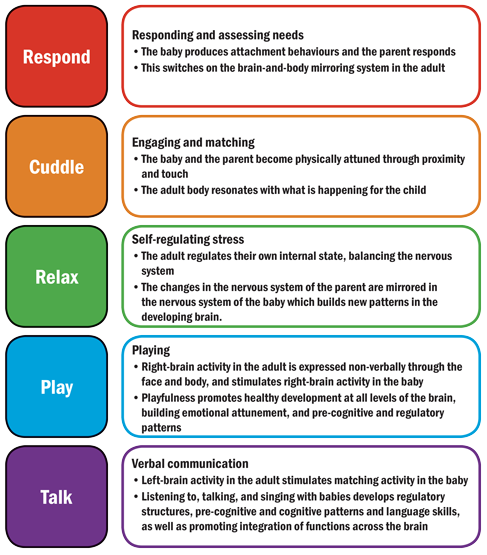 Respond
Responding and assessing needs
• The baby produces attachment behaviours and the parent responds
• This switches on the brain-and-body mirroring system in the adult
Cuddle
Engaging and matching
• The baby and the parent become physically attuned through proximity
and touch
• The adult body resonates with what is happening for the child
Relax
Self-regulating stress
• The adult regulates their own internal state, balancing the nervous
system
• The changes in the nervous system of the parent are mirrored in
the nervous system of the baby which builds new patterns in the
developing brain.
Play
Playing
• Right-brain activity in the adult is expressed non-verbally through the
face and body, and stimulates right-brain activity in the baby
• Playfulness promotes healthy development at all levels of the brain,
building emotional attunement, and pre-cognitive and regulatory
patterns
Talk
Verbal communication
• Left-brain activity in the adult stimulates matching activity in the baby
• Listening to, talking, and singing with babies develops regulatory
structures, pre-cognitive and cognitive patterns and language skills,
as well as promoting integration of functions across the brain